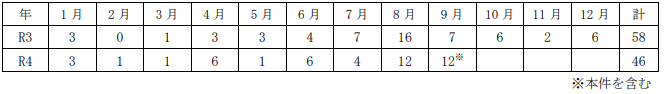 年 1月 2月 3月 4月 5月 6月 7月 8月 9月 10月 11月 12月 計
R3 3 0 1 3 3 4 7 16 7 6 2 6 58
R4 3 1 1 6 1 6 4 12 12※ 46
※本件を含む